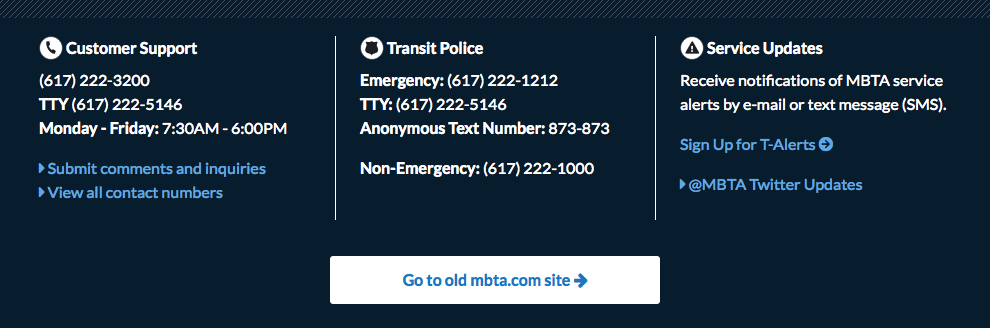 Customer Support
(617) 222-3200
TTY (617) 222-5146
Monday - Friday: 7:30AM - 6:00PM
Submit comments and inquiries
View all contact numbers
Transit Police
Emergency: (617) 222-1212
TTY: (617) 222-5146
Anonymous Text Number: 873-873
Non-Emergency: (617) 222-1000
Service Updates
Receive notifications of MBTA service
alerts by e-mail or text message (SMS).
Sign Up for T-Alerts
@MBTA Twitter Updates
Go to old mbta.com site